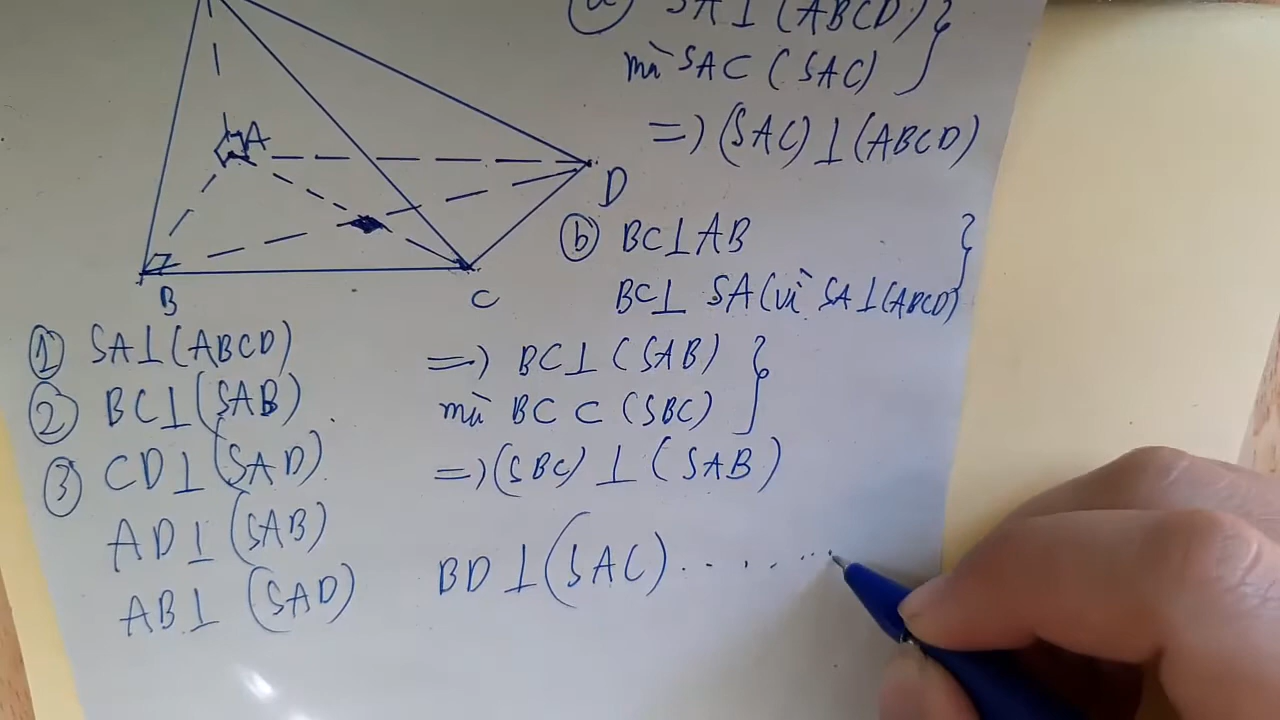 A
D
B
C
a) SA⊥(ABCD)
mà SA⊂(SAC)
=) (SAC)⊥(ABCD)
b) BC⊥AB
BC⊥ SA(vì SA⊥(ABCD)
① SA⊥(ABCD)
② BC⊥(SAB)
③ CD⊥(SAD)
AD⊥(SAB)
AB⊥ (SAD)
=) BC⊥(SAB)
mà BC ⊂ (SBC)
=)(SBC) ⊥ (SAB)
BD⊥(SAC).......